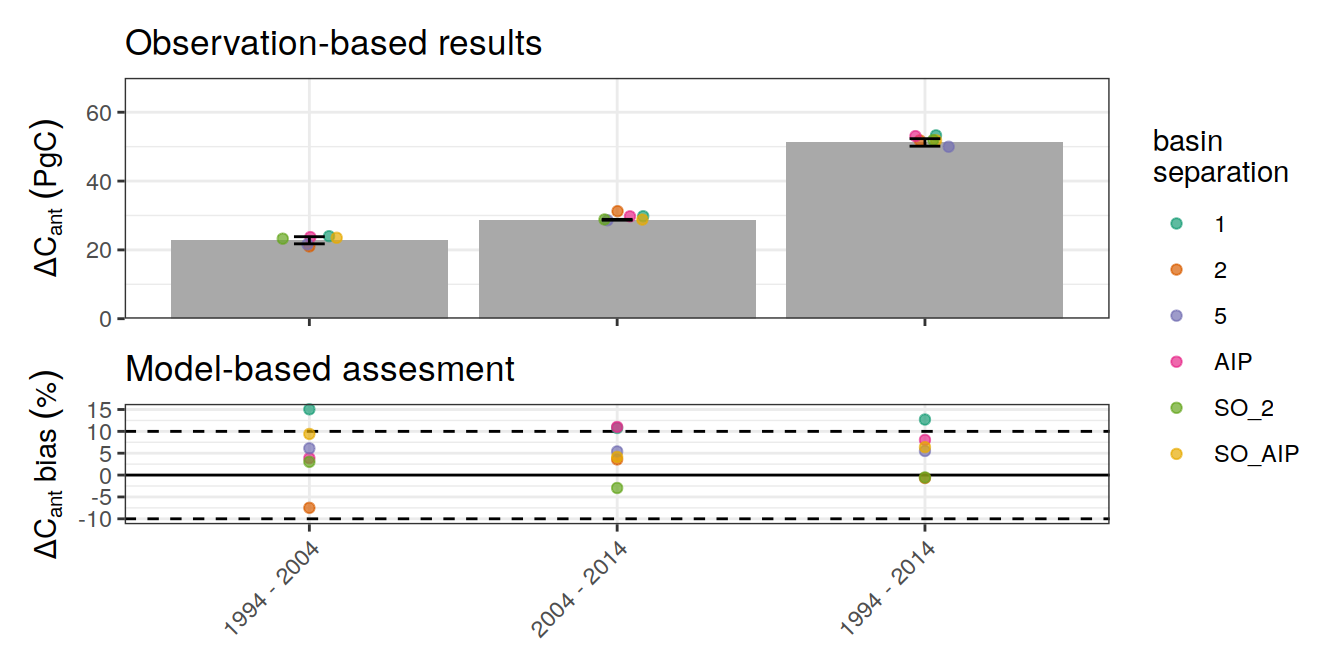 Observation-based results
ΔCant (PgC)
60
40
20
0
Model-based assesment
ΔCant bias (%)
15
10
5
0
-5
-10
1994 - 2004
2004 - 2014
1994 - 2014
basin
separation
1
2
5
AIP
SO_2
SO_AIP